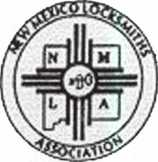 NEW MEXICO LOCKSMITHS
N M
L A
ASSOCIATION